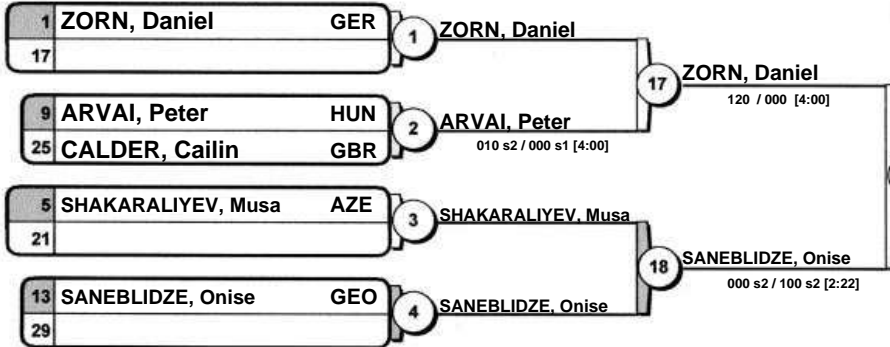 1 ZORN, Daniel GER
17
1
ZORN, Daniel
9 ARVAI, Peter HUN
25 CALDER, Cailin GBR
2
ARVAI, Peter
010 s2 / 000 s1 [4:00]
17
ZORN, Daniel
120 / 000 [4:00]
5 SHAKARALIYEV, Musa AZE
21
3
SHAKARALIYEV, Musa
13 SANEBLIDZE, Onise GEO
29
4
SANEBLIDZE, Onise
18
SANEBLIDZE, Onise
000 s2 / 100 s2 [2:22]